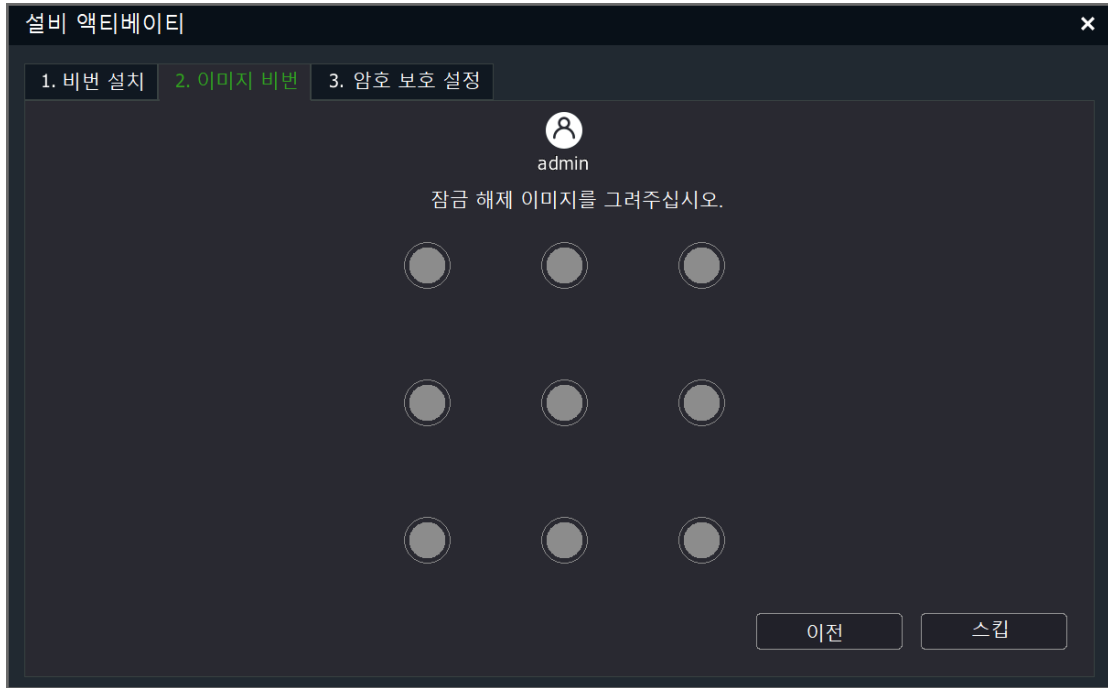 설비 액티베이티
1. 비번 설치 2. 이미지 비번 3. 암호 보호 설정
admin
잠금 해제 이미지를 그려주십시오.
이전 스킵